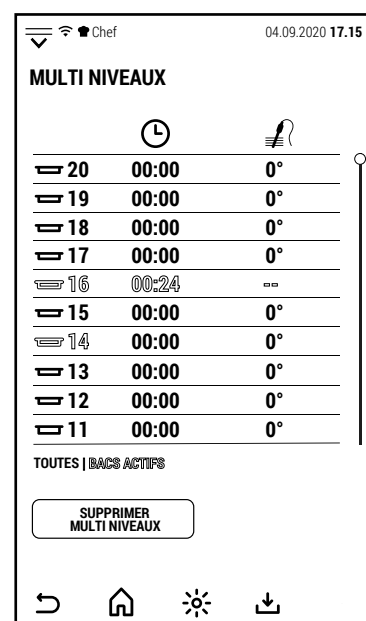 Chef 04.09.2020 17.15
MULTI NIVEAUX
20 00:00 0°
19 00:00 0°
18 00:00 0°
17 00:00 0°
16 00:24 --
15 00:00 0°
14 00:00 0°
13 00:00 0°
12 00:00 0°
11 00:00 0°
TOUTES | BACS ACTIFS
SUPPRIMER
MULTI NIVEAUX